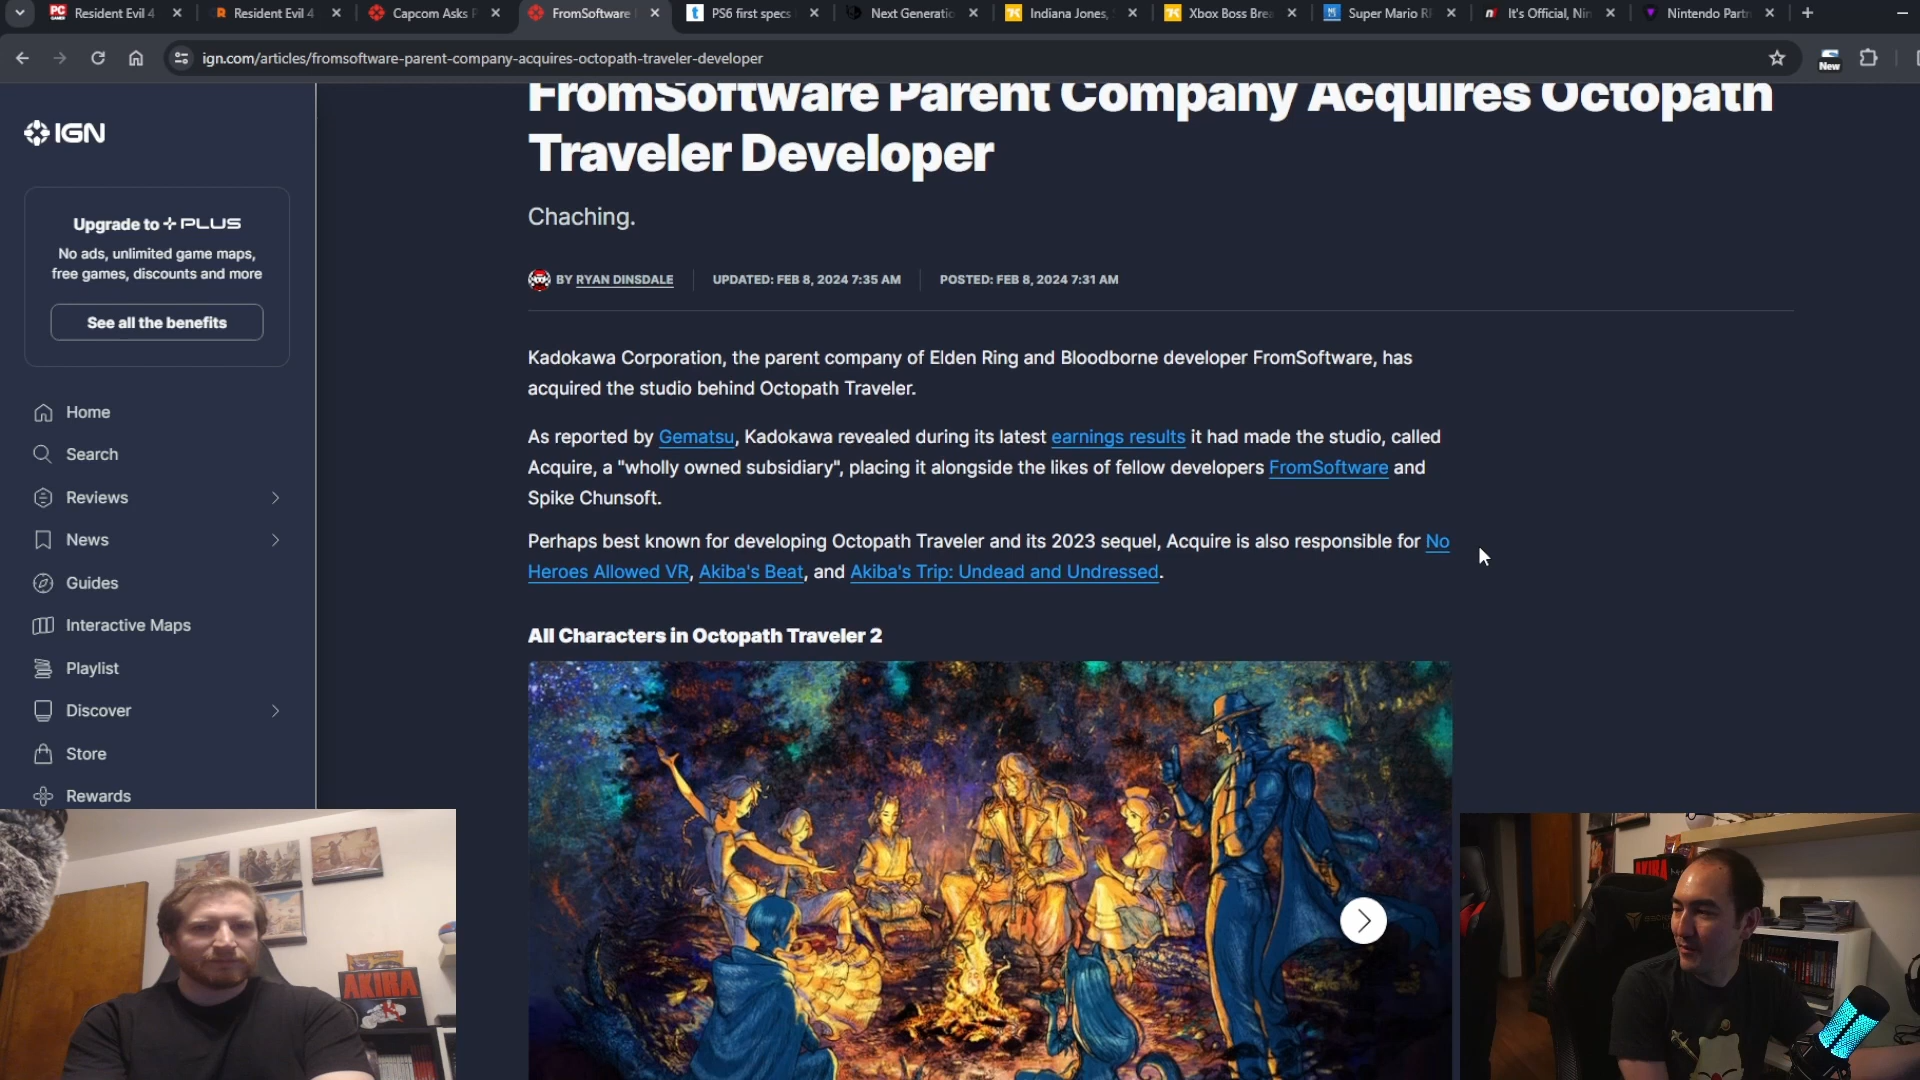 Resident Evil 4
Resident Evil 4
Capcom Asks
FromSoftware
PS6 first specs
Next Generatio
Indiana Jones,
Xbox Boss Brea
Super Mario R
It's Official, Nin
Nintendo Partn
ign.com/articles/fromsoftware-parent-company-acquires-octopath-traveler-developer
New
IGN
Upgrade to PLUS
No ads, unlimited game maps,
free games, discounts and more
See all the benefits
Home
Search
Reviews
News
Guides
Interactive Maps
Playlist
Discover
Store
Rewards
FromSoftware Parent Company Acquires Octopath
Traveler Developer
Chaching.
BY RYAN DINSDALE
UPDATED: FEB 8, 2024 7:35 AM
POSTED: FEB 8, 2024 7:31 AM
Kadokawa Corporation, the parent company of Elden Ring and Bloodborne developer FromSoftware, has
acquired the studio behind Octopath Traveler.
As reported by Gematsu, Kadokawa revealed during its latest earnings results it had made the studio, called
Acquire, a "wholly owned subsidiary", placing it alongside the likes of fellow developers FromSoftware and
Spike Chunsoft.
Perhaps best known for developing Octopath Traveler and its 2023 sequel, Acquire is also responsible for No
Heroes Allowed VR, Akiba's Beat, and Akiba's Trip: Undead and Undressed.
All Characters in Octopath Traveler 2
AKIRA
AKIRA